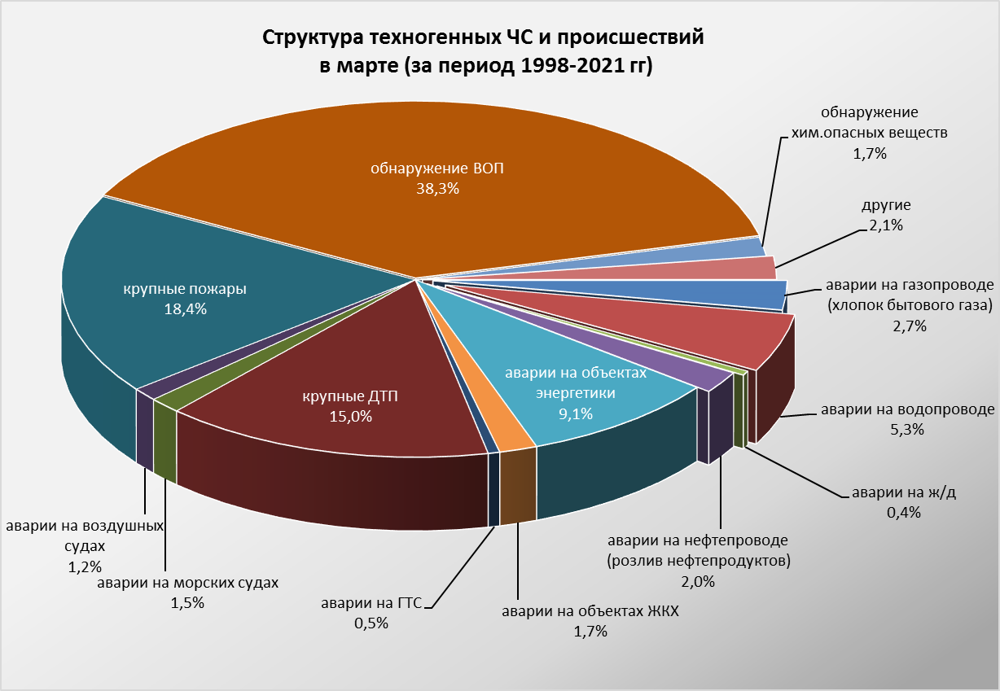 Структура техногенных ЧС и происшествий
в марте (за период 1998-2021 гг)
обнаружение
хим.опасных веществ
1,7%
обнаружение ВОП
38,3%
другие
2,1%
аварии на газопроводе
(хлопок бытового газа)
2,7%
крупные пожары
18,4%
аварии на объектах
энергетики
9,1%
крупные ДТП
15,0%
аварии на водопроводе
5,3%
аварии на ж/д
0,4%
аварии на воздушных
судах
1,2%
аварии на нефтепроводе
(розлив нефтепродуктов)
2,0%
аварии на морских судах
1,5%
аварии на ГТС
0,5%
аварии на объектах ЖКХ
1,7%